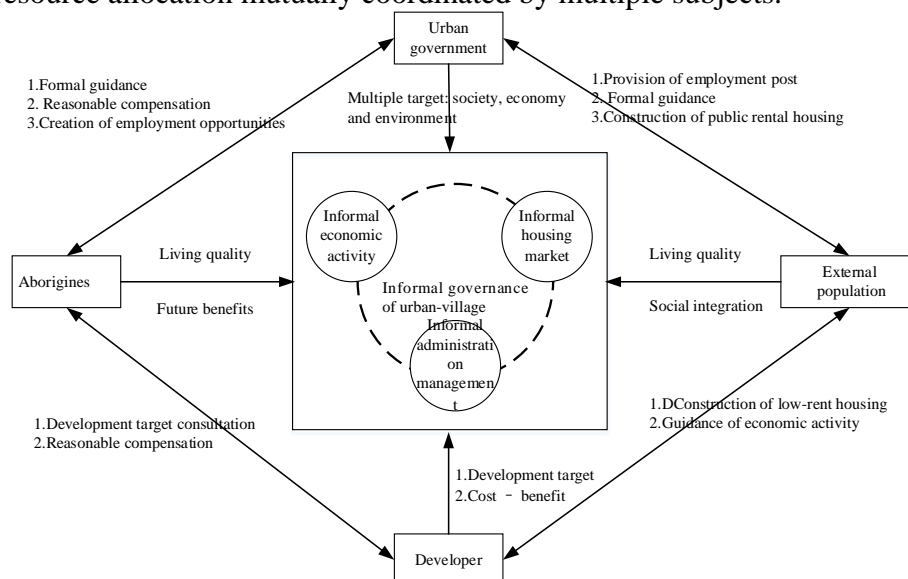 resource allocation mutually coordinated by multiple subjects.
Urban
government
1.Formal guidance
2. Reasonable compensation
3.Creation of employment opportunities
Multiple target: society, economy
and environment
1.Provision of employment post
2. Formal guidance
3.Construction of public rental housing
Informal
economic
activity
Informal
housing
market
Living quality
Aborigines
Future benefits
Informal governance
of urban-village
Informal
administrati
on
managemen
t
Living quality
External
population
Social integration
1.Development target consultation
2.Reasonable compensation
1.DConstruction of low-rent housing
2.Guidance of economic activity
1.Development target
2.Cost – benefit
Developer